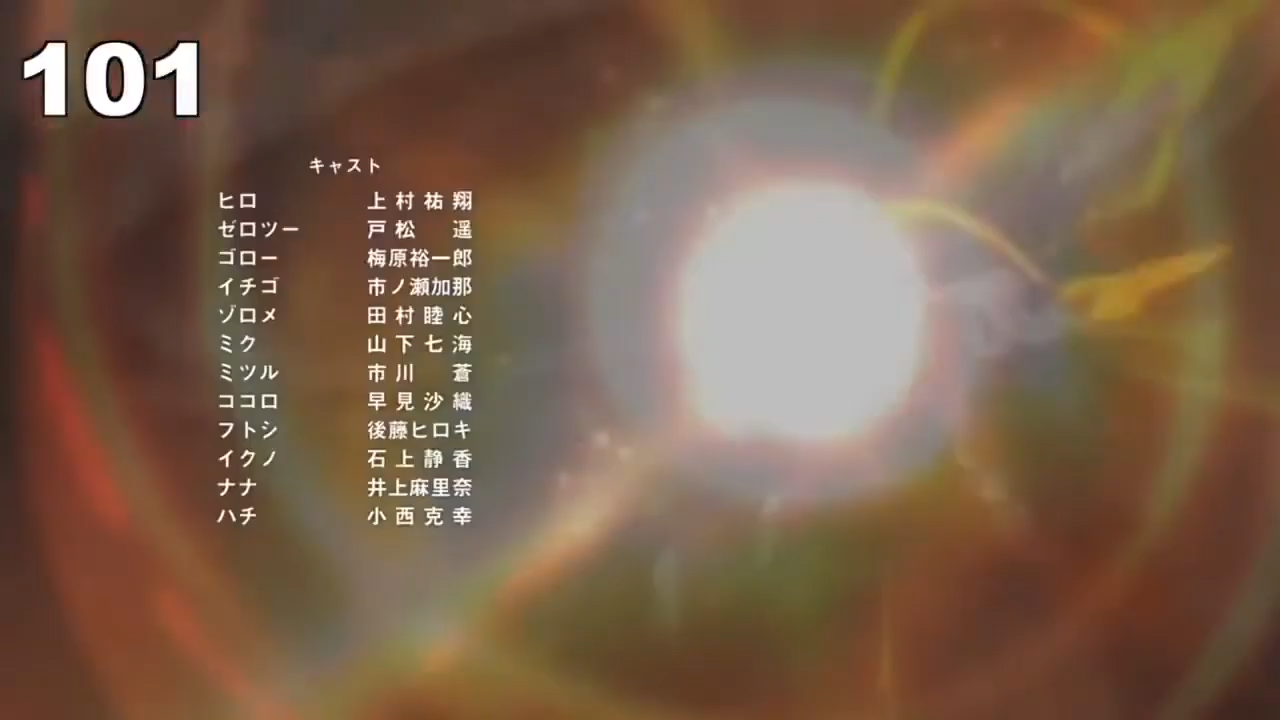 101
キャスト
ヒロ 上村祐翔
ゼロツー 戸松 遥
ゴロー 梅原裕一郎
イチゴ 市ノ瀬加那
ゾロメ 田村睦心
ミク 山下七海
ミツル 市川 蒼
ココロ 早見沙織
フトシ 後藤ヒロキ
イクノ 石上静香
ナナ 井上麻里奈
ハチ 小西克幸